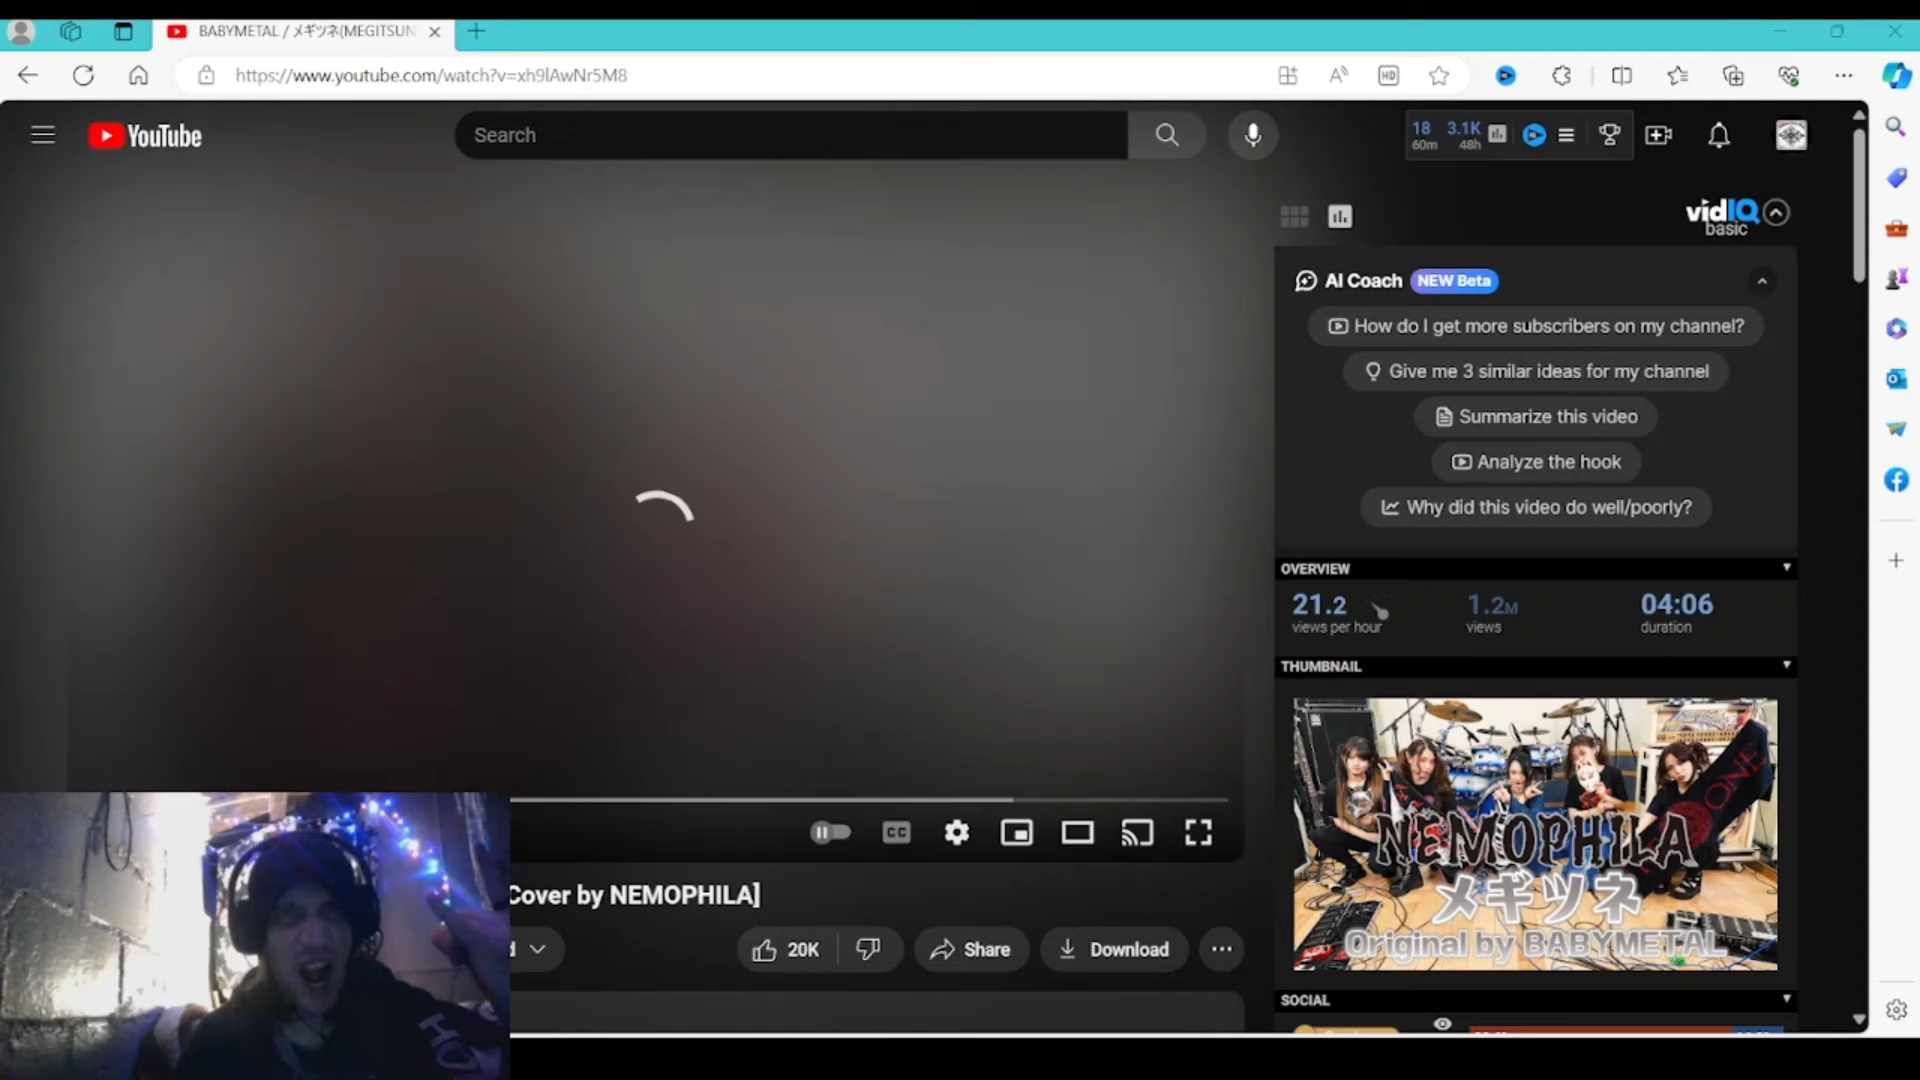 BABYMETAL / メギツネ(MEGITSUN
https://www.youtube.com/watch?v=xh9lAwNr5M8
YouTube
Search
18 3.1K
60m 48h
vidIQ
basic
AI Coach NEW Beta
How do I get more subscribers on my channel?
Give me 3 similar ideas for my channel
Summarize this video
Analyze the hook
Why did this video do well/poorly?
OVERVIEW
21.2 1.2M 04:06
views per hour views duration
THUMBNAIL
NEMOPHILA
メギツネ
Original by BABYMETAL
ONE
SOCIAL
CC
Cover by NEMOPHILA]
20K Share Download